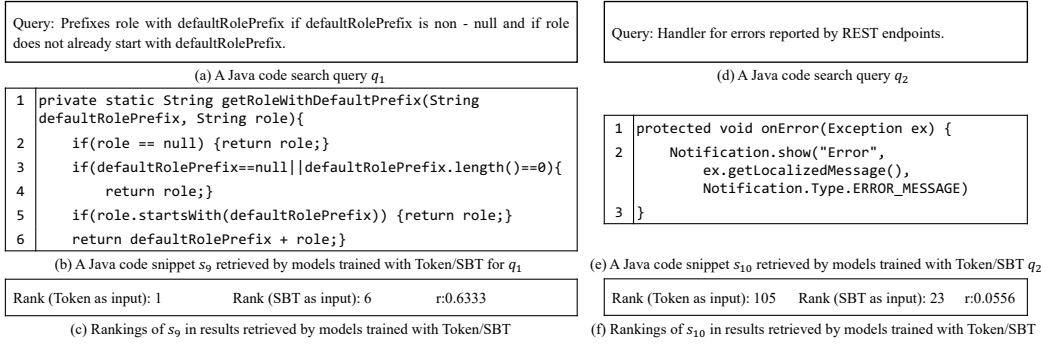 Query: Prefixes role with defaultRolePrefix if defaultRolePrefix is non - null and if role
does not already start with defaultRolePrefix.
(a) A Java code search query q₁
1 private static String getRoleWithDefaultPrefix(String
defaultRolePrefix, String role){
2 if(role == null) {return role;}
3 if(defaultRolePrefix==null||defaultRolePrefix.length()==0){
4 return role;}
5 if(role.startsWith(defaultRolePrefix)) {return role;}
6 return defaultRolePrefix + role;}
(b) A Java code snippet s₉ retrieved by models trained with Token/SBT for q₁
Rank (Token as input): 1 Rank (SBT as input): 6 r:0.6333
(c) Rankings of s₉ in results retrieved by models trained with Token/SBT
Query: Handler for errors reported by REST endpoints.
(d) A Java code search query q₂
1 protected void onError(Exception ex) {
2 Notification.show("Error",
ex.getLocalizedMessage(),
Notification.Type.ERROR_MESSAGE)
3 }
(e) A Java code snippet s₁₀ retrieved by models trained with Token/SBT q₂
Rank (Token as input): 105 Rank (SBT as input): 23 r:0.0556
(f) Rankings of s₁₀ in results retrieved by models trained with Token/SBT